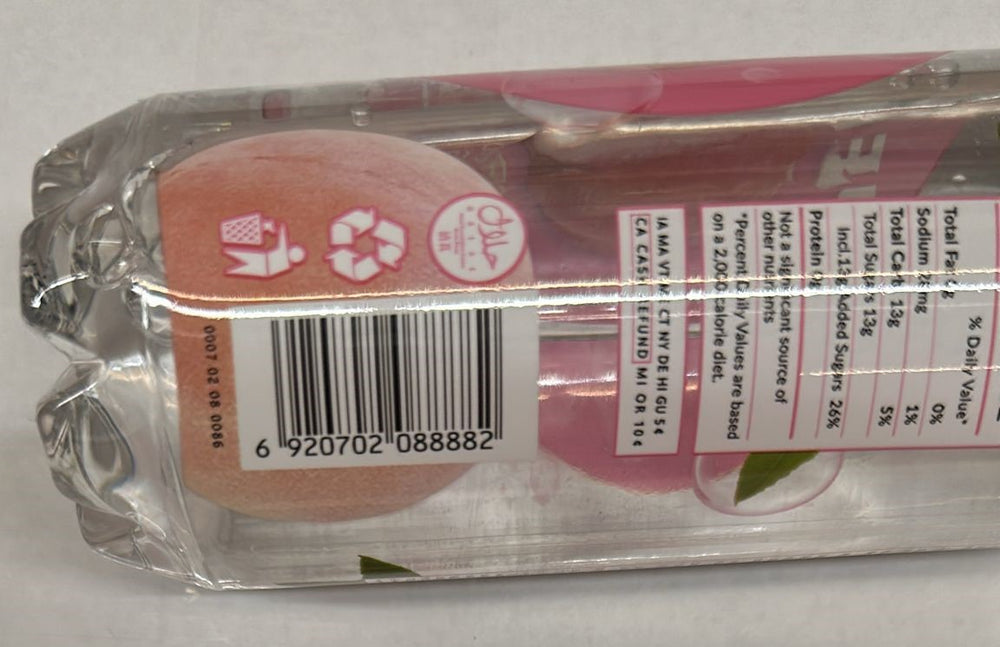 % Daily Value*
Total Fat 0%
Sodium 1%
Total Carb 13g 5%
Total Sugars 13g
Incl. 13g Added Sugars 26%
Protein 0g
Not a significant source of
other nutrients
*Percent Daily Values are based
on a 2,000 calorie diet.
IA MA VT ME CT NY DE HI GU 5¢
CA CASH REFUND MI OR 10¢
حلال
HALAL
6 920702 088882
0007 02 08 0086